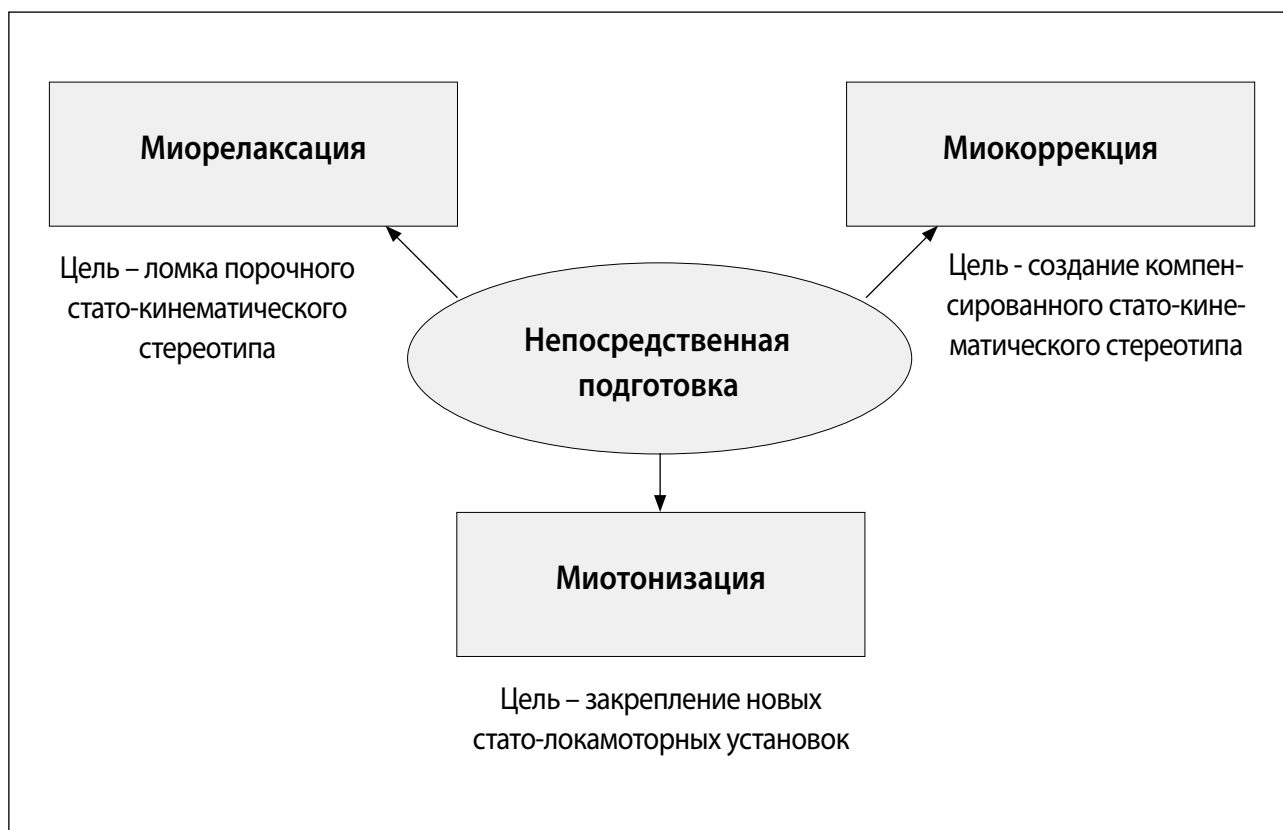 Миорелаксация
Цель – ломка порочного
стато-кинематического
стереотипа
Миокоррекция
Цель - создание компен-
сированного стато-кине-
матического стереотипа
Непосредственная
подготовка
Миотонизация
Цель – закрепление новых
стато-локамоторных установок